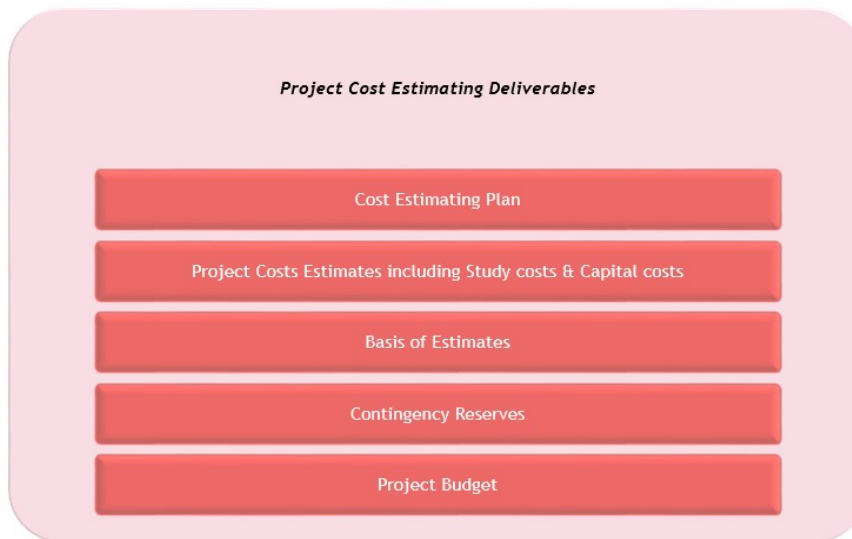 Project Cost Estimating Deliverables
Cost Estimating Plan
Project Costs Estimates including Study costs & Capital costs
Basis of Estimates
Contingency Reserves
Project Budget